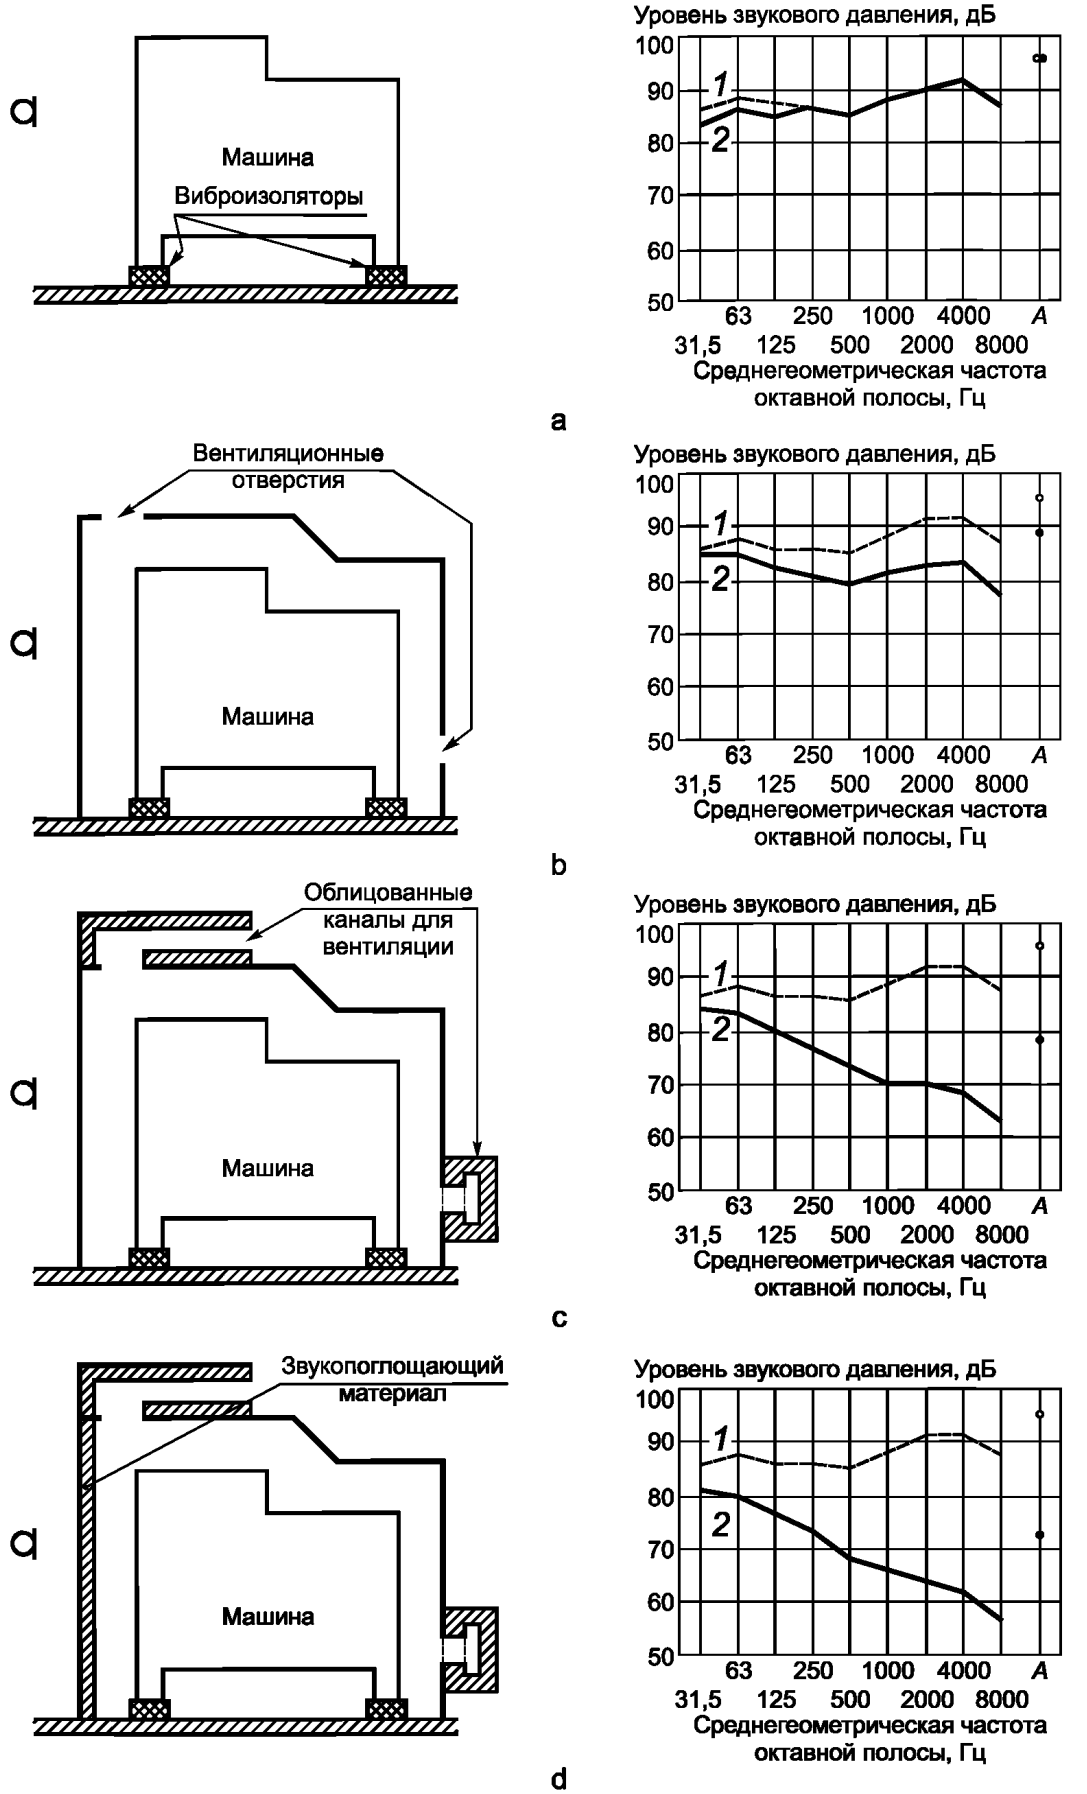 Уровень звукового давления, дБ
100
90
80
70
60
50
1
2
Машина
Виброизоляторы
63 250 1000 4000 A
31,5 125 500 2000 8000
Среднегеометрическая частота
октавной полосы, Гц
a
Вентиляционные
отверстия
Машина
Уровень звукового давления, дБ
100
90
80
70
60
50
1
2
63 250 1000 4000 A
31,5 125 500 2000 8000
Среднегеометрическая частота
октавной полосы, Гц
b
Облицованные
каналы для
вентиляции
Машина
Уровень звукового давления, дБ
100
90
80
70
60
50
1
2
63 250 1000 4000 A
31,5 125 500 2000 8000
Среднегеометрическая частота
октавной полосы, Гц
c
Звукопоглощающий
материал
Машина
Уровень звукового давления, дБ
100
90
80
70
60
50
1
2
63 250 1000 4000 A
31,5 125 500 2000 8000
Среднегеометрическая частота
октавной полосы, Гц
d